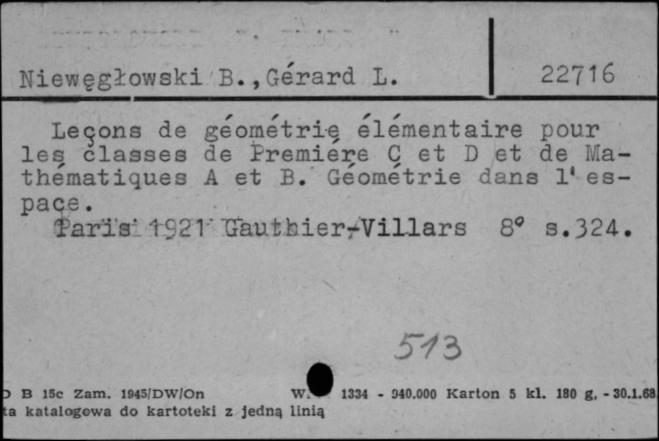 Niewęgłowski B.,Gérard L. 22716
Leçons de géométrie élémentaire pour
les classes de Premiére C et D et de Ma-
thématiques A et B. Géométrie dans l'es-
pace.
Paris 1921 Gauthier-Villars 8° s.324.
513
B 15c Zam. 1945/DW/On W. 1334 - 940.000 Karton 5 kl. 180 g, - 30.1.68
ta katalogowa do kartoteki z jedną linią